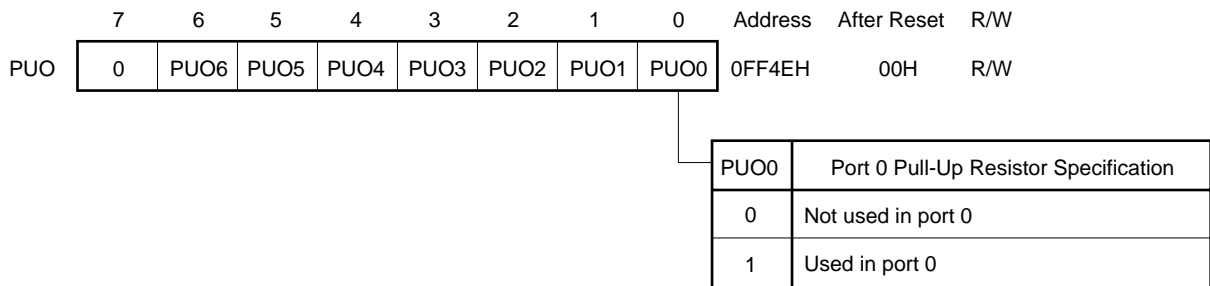 7 6 5 4 3 2 1 0 Address After Reset R/W
PUO 0 PUO6 PUO5 PUO4 PUO3 PUO2 PUO1 PUO0 0FF4EH 00H R/W
PUO0 Port 0 Pull-Up Resistor Specification
0 Not used in port 0
1 Used in port 0